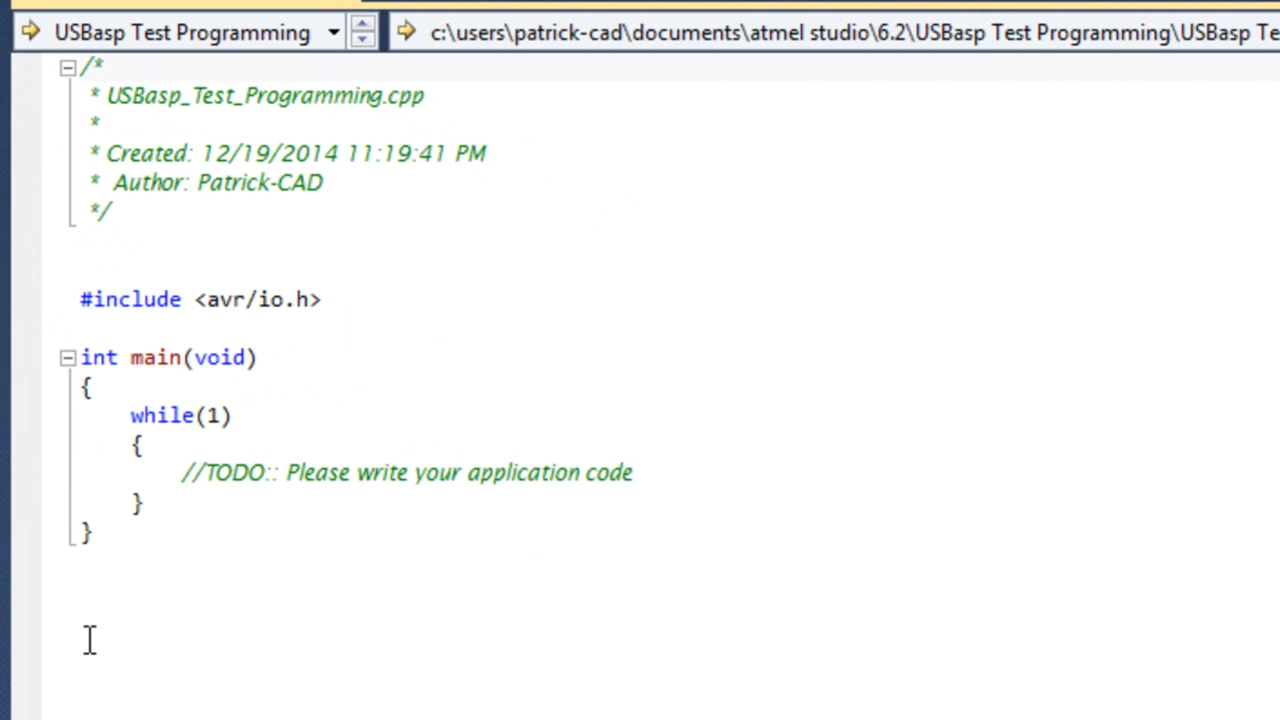 USBasp Test Programming
c:\users\patrick-cad\documents\atmel studio\6.2\USBasp Test Programming\USBasp Te
/*
* USBasp_Test_Programming.cpp
*
* Created: 12/19/2014 11:19:41 PM
* Author: Patrick-CAD
*/
#include <avr/io.h>
int main(void)
{
while(1)
{
//TODO:: Please write your application code
}
}